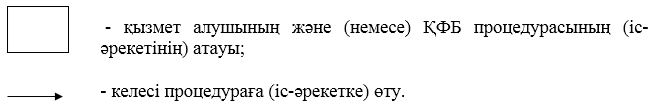 - қызмет алушының және (немесе) ҚФБ процедурасының (іс-
әрекетінің) атауы;
- келесі процедураға (іс-әрекетке) өту.